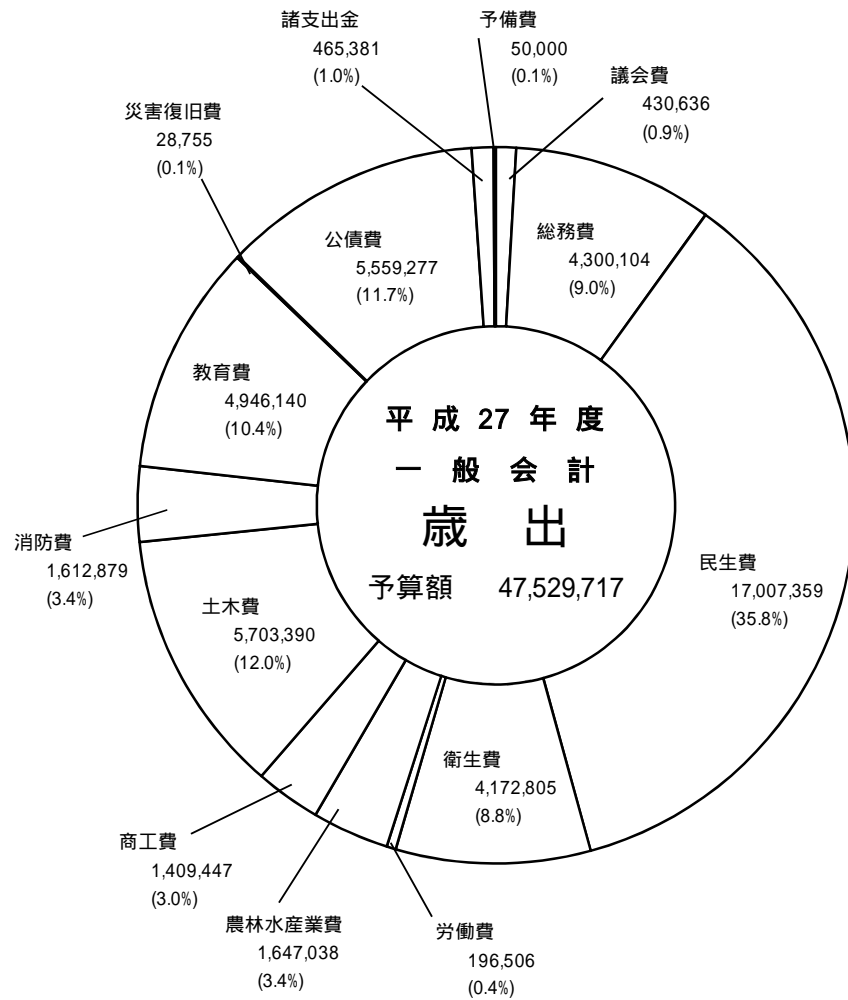 諸支出金
465,381
(1.0%)
予備費
50,000
(0.1%)
議会費
430,636
(0.9%)
災害復旧費
28,755
(0.1%)
公債費
5,559,277
(11.7%)
総務費
4,300,104
(9.0%)
教育費
4,946,140
(10.4%)
平成27年度
一般会計
歳出
予算額 47,529,717
消防費
1,612,879
(3.4%)
民生費
17,007,359
(35.8%)
土木費
5,703,390
(12.0%)
衛生費
4,172,805
(8.8%)
商工費
1,409,447
(3.0%)
農林水産業費
1,647,038
(3.4%)
労働費
196,506
(0.4%)